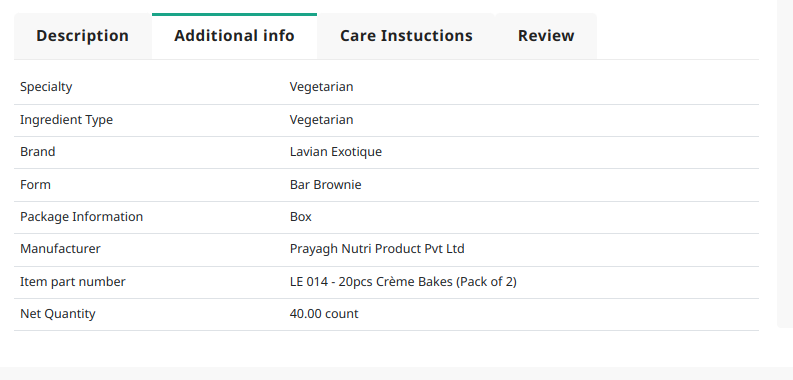 Description Additional info Care Instuctions Review
Specialty Vegetarian
Ingredient Type Vegetarian
Brand Lavian Exotique
Form Bar Brownie
Package Information Box
Manufacturer Prayagh Nutri Product Pvt Ltd
Item part number LE 014 - 20pcs Crème Bakes (Pack of 2)
Net Quantity 40.00 count